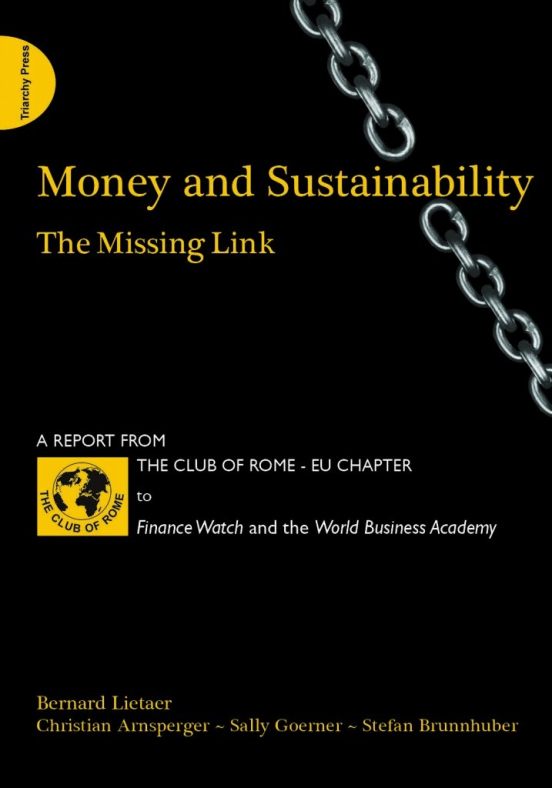 Triarchy Press
Money and Sustainability
The Missing Link
A REPORT FROM
THE CLUB OF ROME - EU CHAPTER
THE CLUB OF ROME
to
Finance Watch and the World Business Academy
Bernard Lietaer
Christian Arnsperger ~ Sally Goerner ~ Stefan Brunnhuber